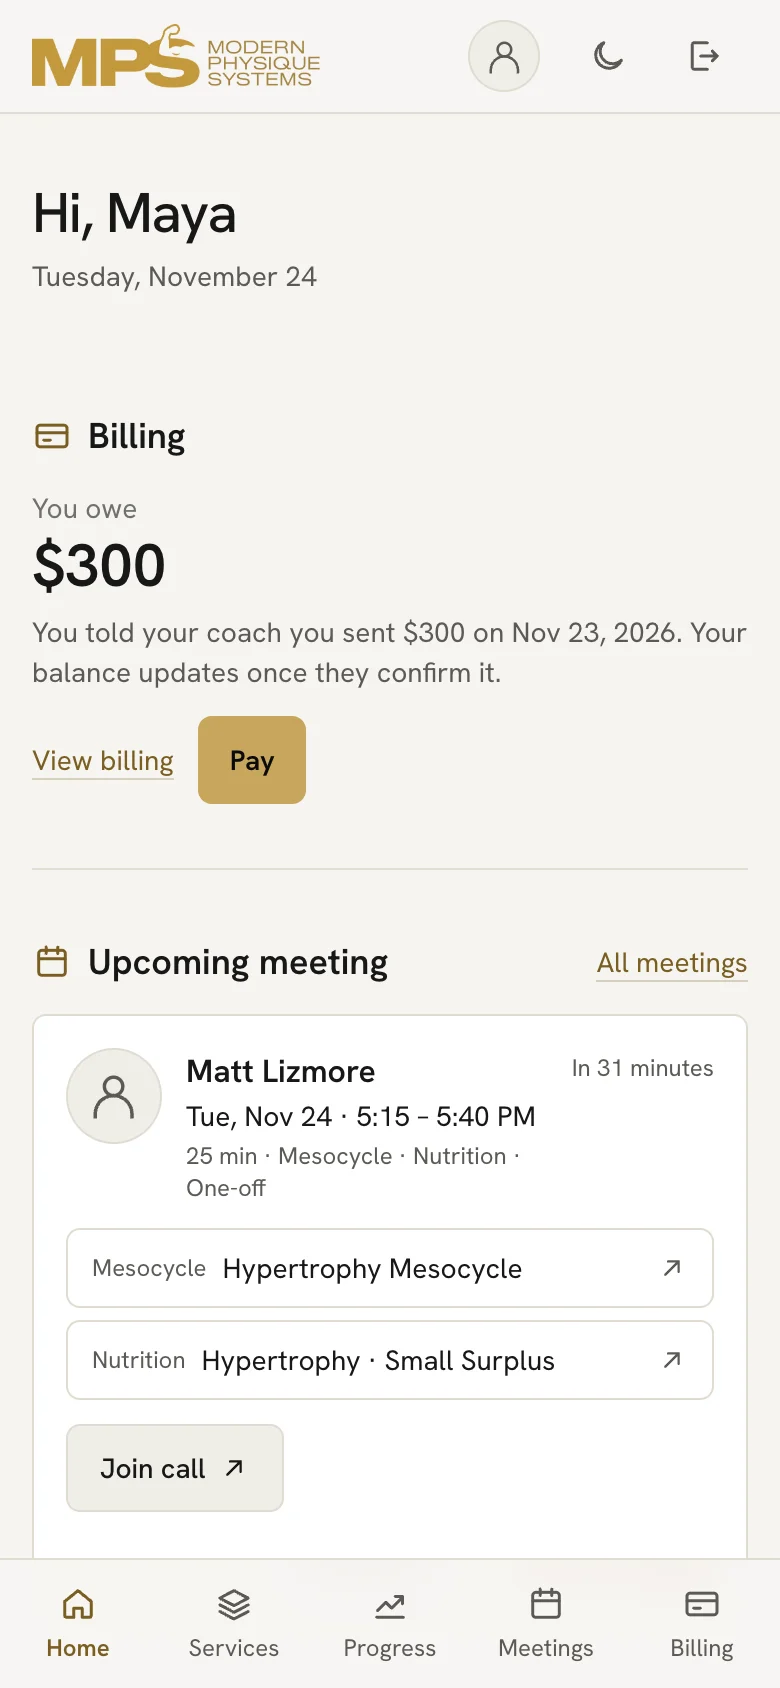 MPS MODERN
PHYSIQUE
SYSTEMS
Hi, Maya
Tuesday, November 24
Billing
You owe
$300
You told your coach you sent $300 on Nov 23, 2026. Your
balance updates once they confirm it.
View billing Pay
Upcoming meeting All meetings
Matt Lizmore In 31 minutes
Tue, Nov 24 · 5:15 – 5:40 PM
25 min · Mesocycle · Nutrition ·
One-off
Mesocycle Hypertrophy Mesocycle
Nutrition Hypertrophy · Small Surplus
Join call
Home Services Progress Meetings Billing